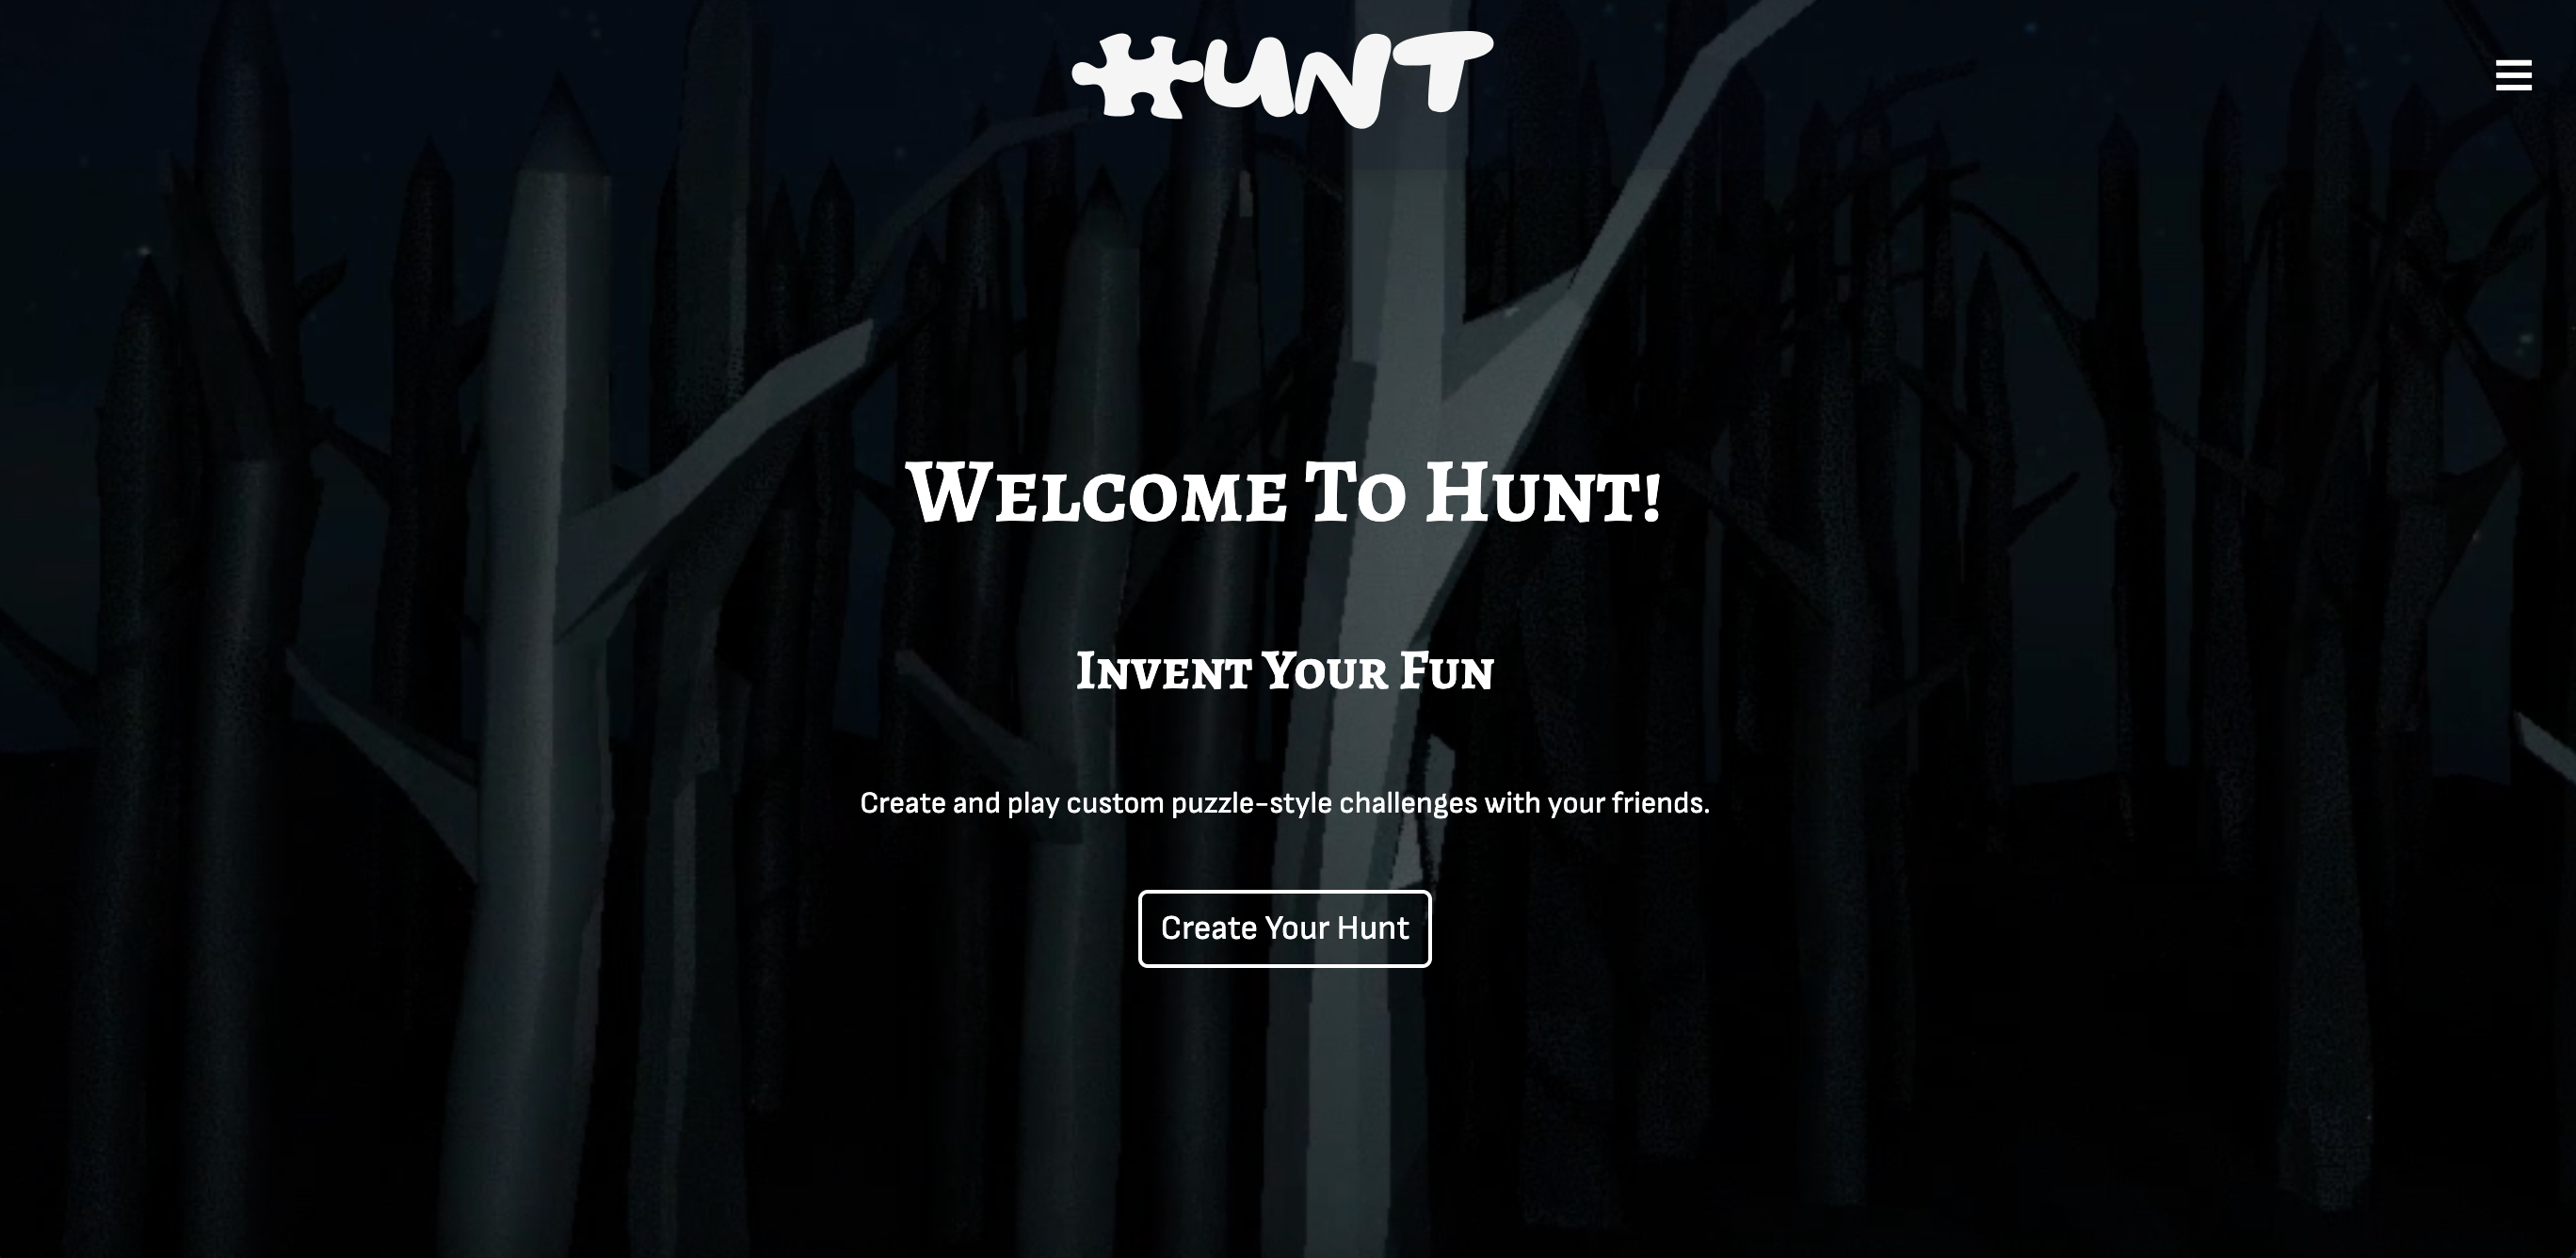 HUNT
Welcome To Hunt!
Invent Your Fun
Create and play custom puzzle-style challenges with your friends.
Create Your Hunt